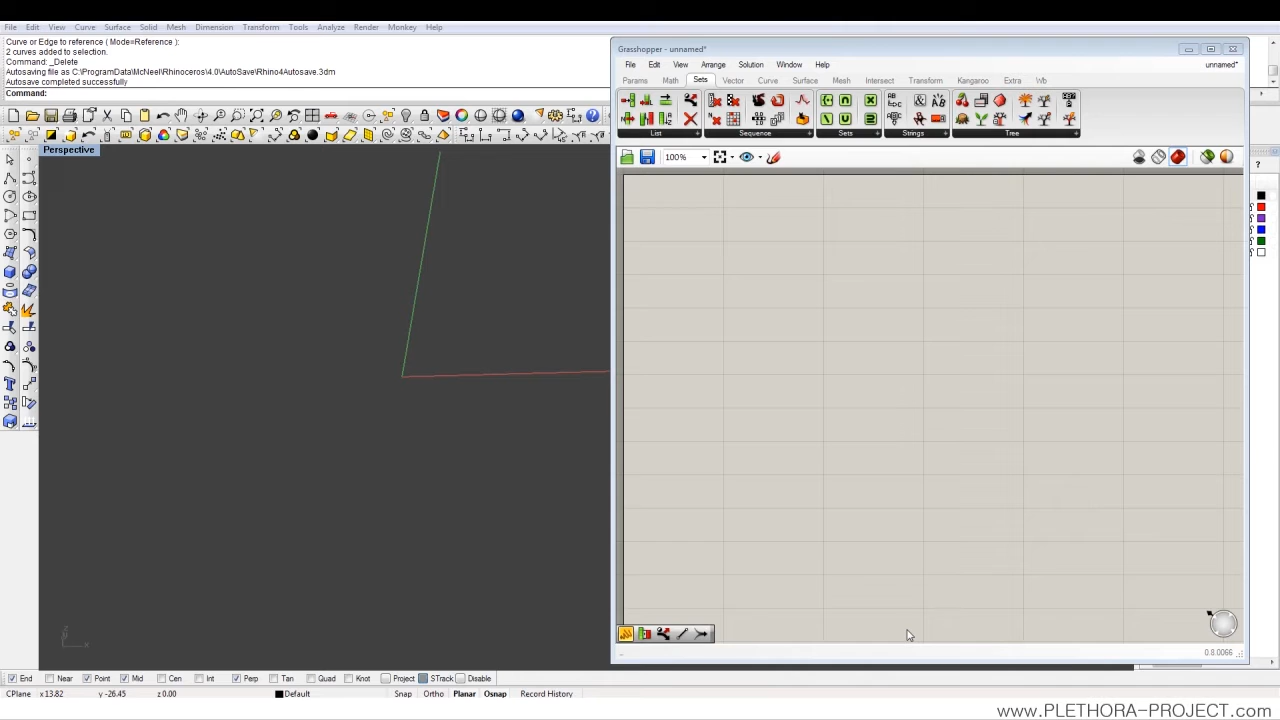 File Edit View Curve Surface Solid Mesh Dimension Transform Tools Analyze Render Monkey Help
Curve or Edge to reference ( Mode=Reference ):
2 curves added to selection.
Command: _Delete
Autosaving file as C:\ProgramData\McNeel\Rhinoceros\4.0\AutoSave\Rhino4Autosave.3dm
Autosave completed successfully
Command:
Perspective
Grasshopper - unnamed*
File Edit View Arrange Solution Window Help
unnamed*
Params Math Sets Vector Curve Surface Mesh Intersect Transform Kangaroo Extra Wb
List Sequence Sets Strings Tree
100%
0.8.0066
End Near Point Mid Cen Int Perp Tan Quad Knot Project STrack Disable
CPlane x 13.82 y -26.45 z 0.00 Default Snap Ortho Planar Osnap Record History
www.PLETHORA-PROJECT.com